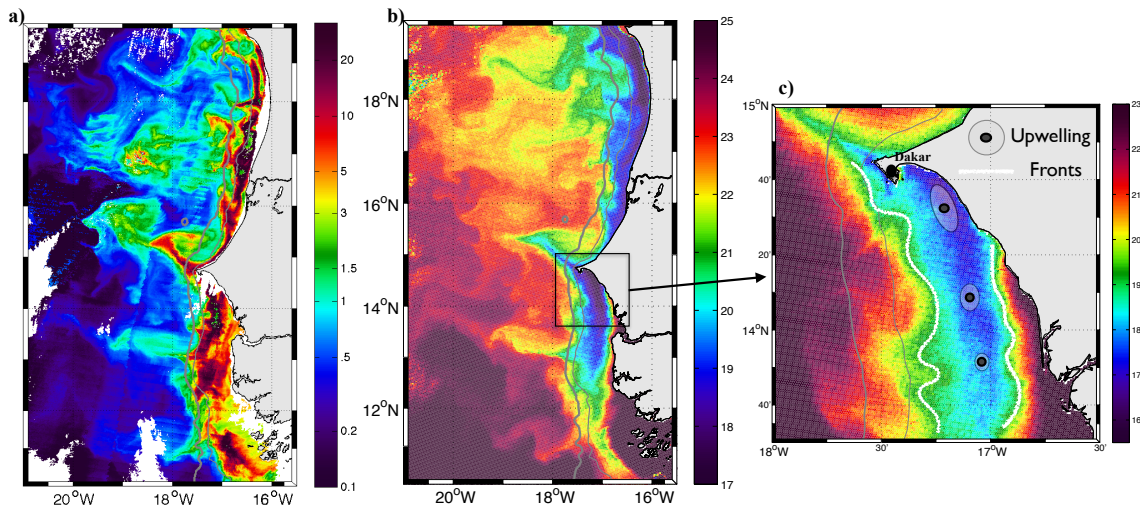 a)
20
10
5
3
1.5
1
.5
0.2
0.1
20°W
18°W
16°W
b)
18°N
16°N
14°N
12°N
20°W
18°W
16°W
25
24
23
22
21
20
19
18
17
c)
15°N
40'
20'
14°N
40'
18°W
30'
17°W
30'
Dakar
Upwelling
Fronts
23
22
21
20
19
18
17
16